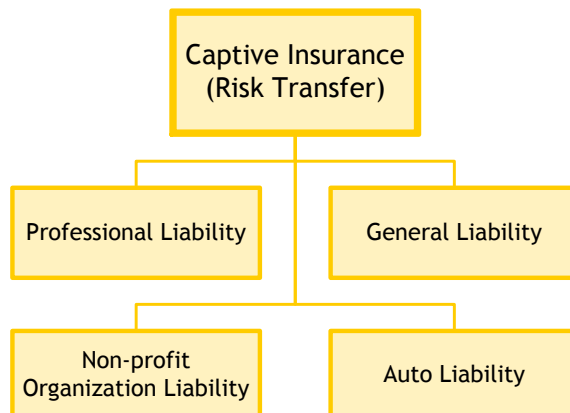 Captive Insurance
(Risk Transfer)
Professional Liability
General Liability
Non-profit
Organization Liability
Auto Liability